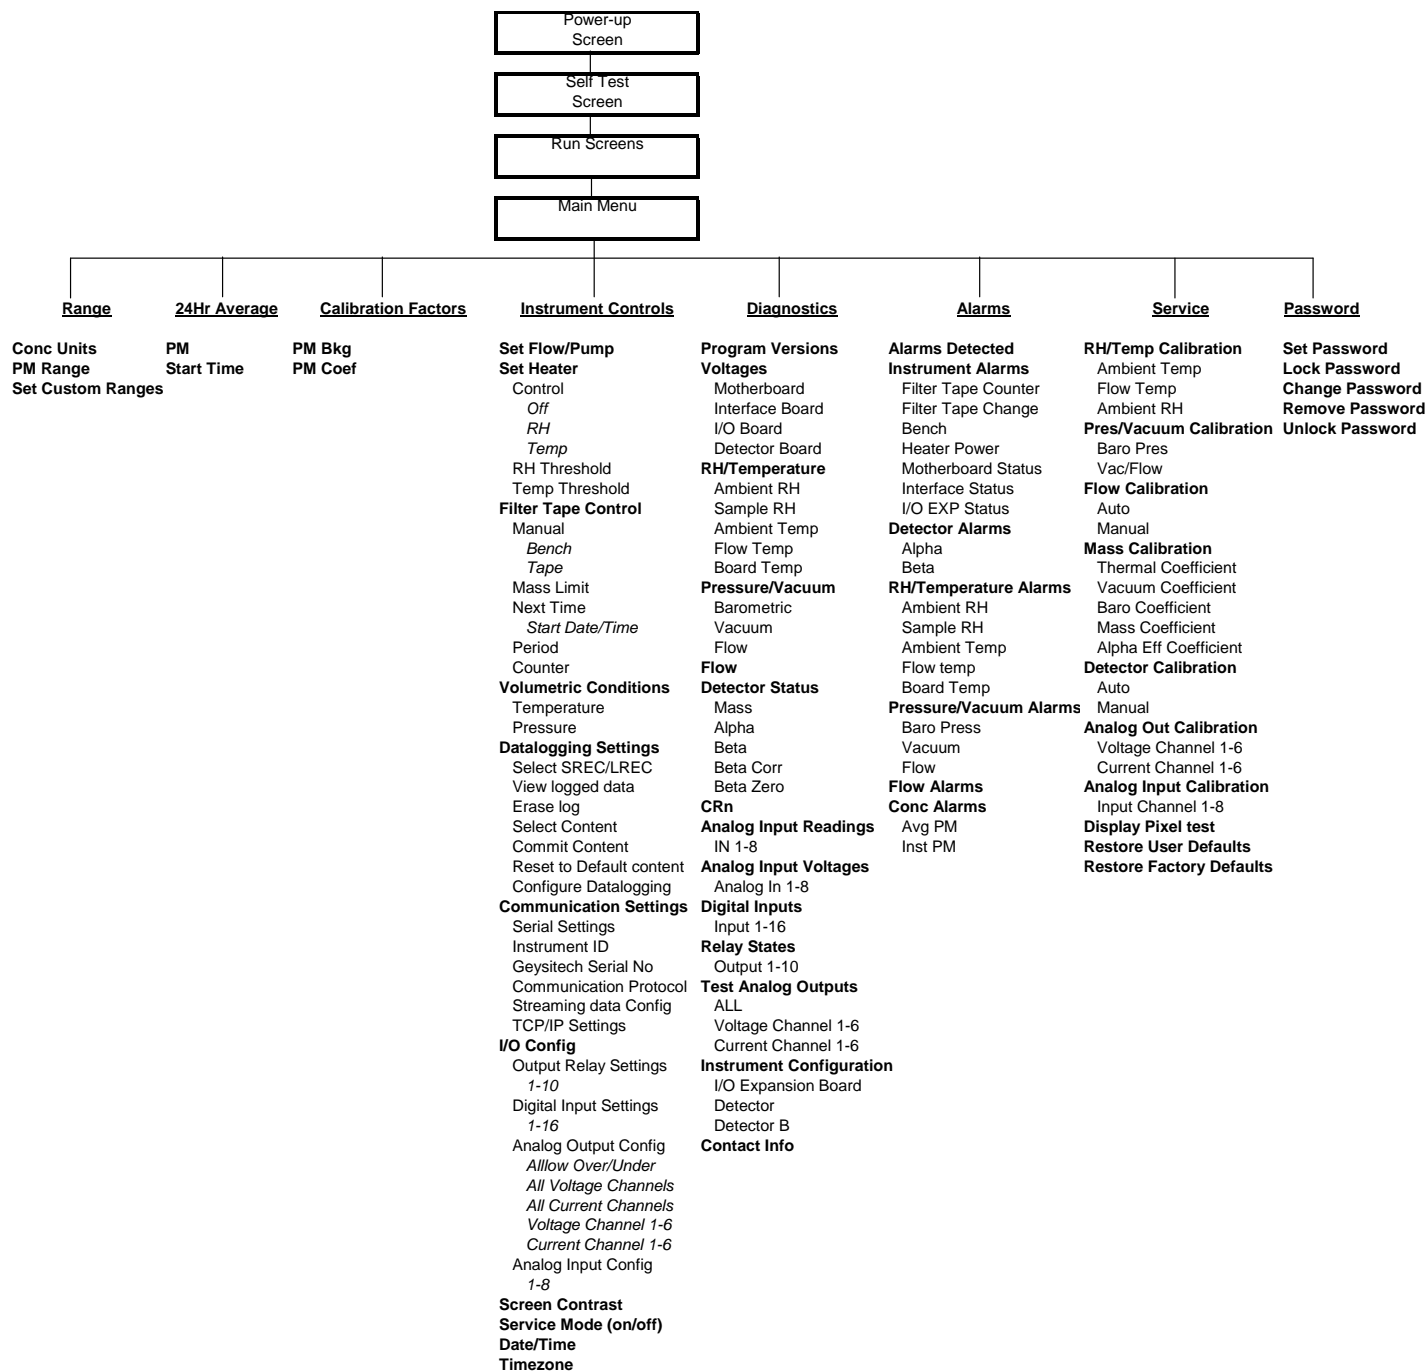 Power-up
Screen
Self Test
Screen
Run Screens
Main Menu
Range
Conc Units
PM Range
Set Custom Ranges
24Hr Average
PM
Start Time
Calibration Factors
PM Bkg
PM Coef
Instrument Controls
Set Flow/Pump
Set Heater
Control
Off
RH
Temp
RH Threshold
Temp Threshold
Filter Tape Control
Manual
Bench
Tape
Mass Limit
Next Time
Start Date/Time
Period
Counter
Volumetric Conditions
Temperature
Pressure
Datalogging Settings
Select SREC/LREC
View logged data
Erase log
Select Content
Commit Content
Reset to Default content
Configure Datalogging
Communication Settings
Serial Settings
Instrument ID
Geysitech Serial No
Communication Protocol
Streaming data Config
TCP/IP Settings
I/O Config
Output Relay Settings
1-10
Digital Input Settings
1-16
Analog Output Config
Alllow Over/Under
All Voltage Channels
All Current Channels
Voltage Channel 1-6
Current Channel 1-6
Analog Input Config
1-8
Screen Contrast
Service Mode (on/off)
Date/Time
Timezone
Diagnostics
Program Versions
Voltages
Motherboard
Interface Board
I/O Board
Detector Board
RH/Temperature
Ambient RH
Sample RH
Ambient Temp
Flow Temp
Board Temp
Pressure/Vacuum
Barometric
Vacuum
Flow
Flow
Detector Status
Mass
Alpha
Beta
Beta Corr
Beta Zero
CRn
Analog Input Readings
IN 1-8
Analog Input Voltages
Analog In 1-8
Digital Inputs
Input 1-16
Relay States
Output 1-10
Test Analog Outputs
ALL
Voltage Channel 1-6
Current Channel 1-6
Instrument Configuration
I/O Expansion Board
Detector
Detector B
Contact Info
Alarms
Alarms Detected
Instrument Alarms
Filter Tape Counter
Filter Tape Change
Bench
Heater Power
Motherboard Status
Interface Status
I/O EXP Status
Detector Alarms
Alpha
Beta
RH/Temperature Alarms
Ambient RH
Sample RH
Ambient Temp
Flow temp
Board Temp
Pressure/Vacuum Alarms
Baro Press
Vacuum
Flow
Flow Alarms
Conc Alarms
Avg PM
Inst PM
Service
RH/Temp Calibration
Ambient Temp
Flow Temp
Ambient RH
Pres/Vacuum Calibration
Baro Pres
Vac/Flow
Flow Calibration
Auto
Manual
Mass Calibration
Thermal Coefficient
Vacuum Coefficient
Baro Coefficient
Mass Coefficient
Alpha Eff Coefficient
Detector Calibration
Auto
Manual
Analog Out Calibration
Voltage Channel 1-6
Current Channel 1-6
Analog Input Calibration
Input Channel 1-8
Display Pixel test
Restore User Defaults
Restore Factory Defaults
Password
Set Password
Lock Password
Change Password
Remove Password
Unlock Password